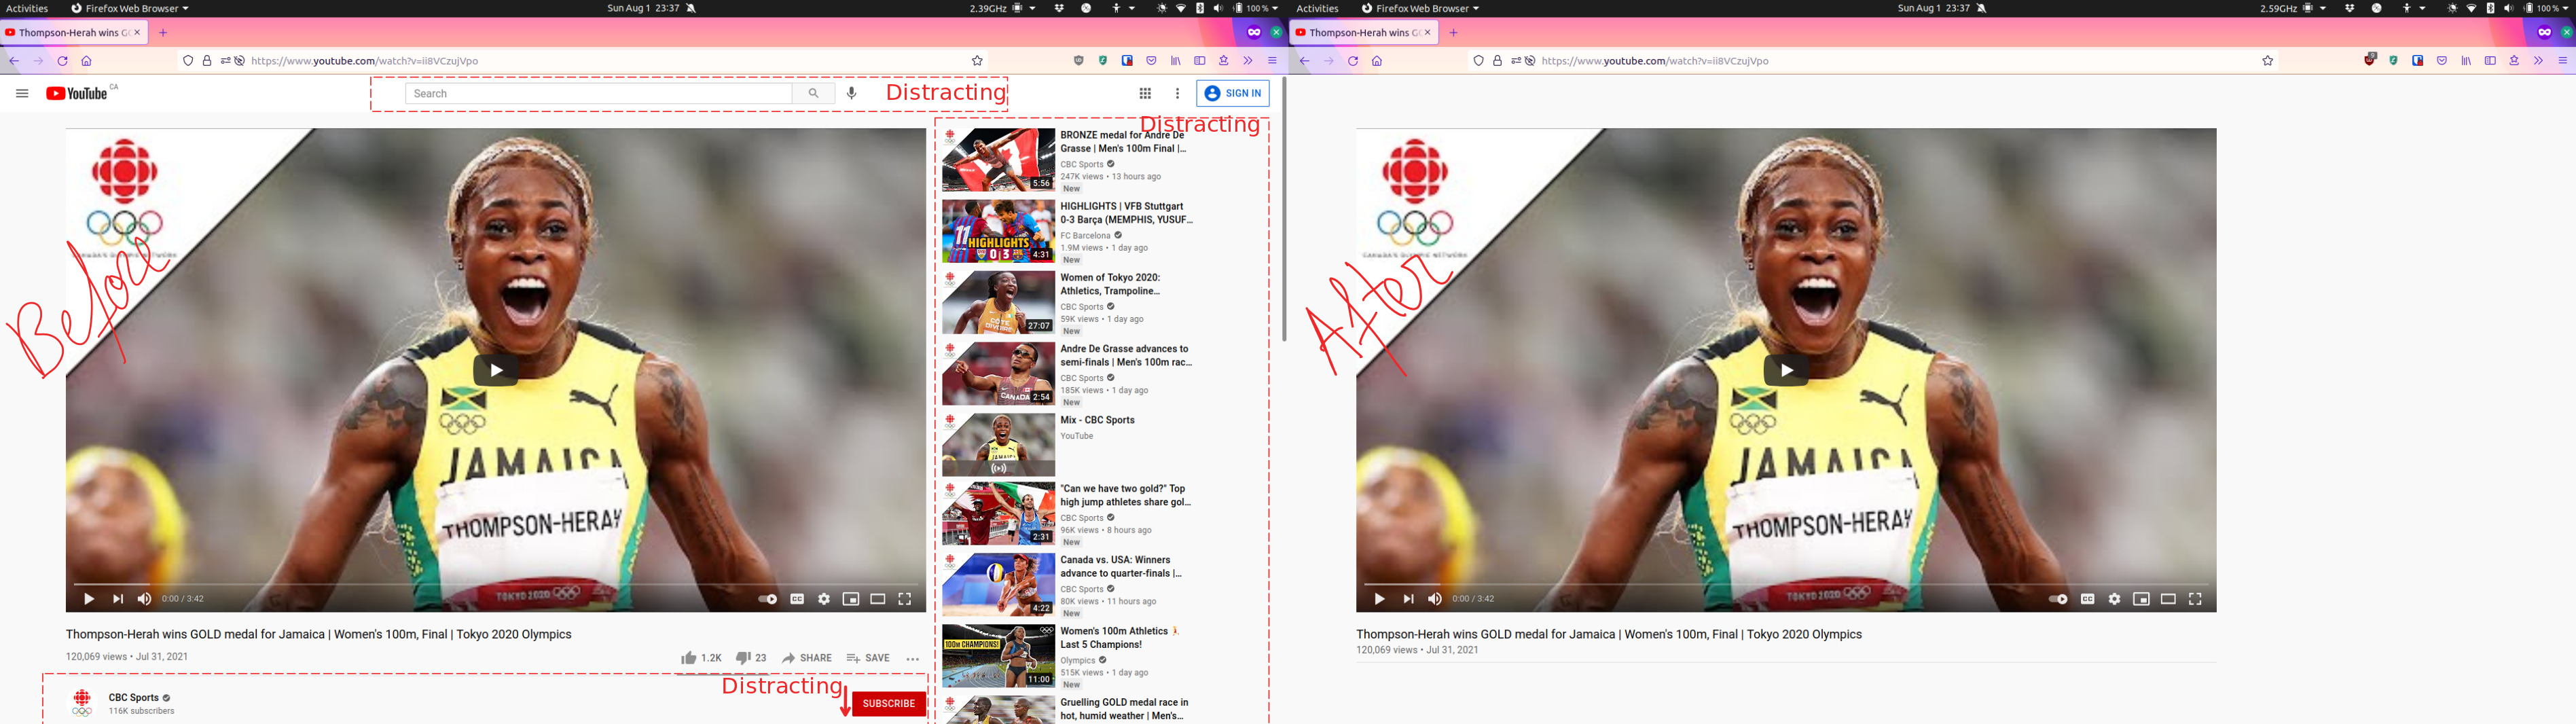 Activities Firefox Web Browser Sun Aug 1 23:37 2.39GHz 100 %
Thompson-Herah wins G
https://www.youtube.com/watch?v=ii8VCzujVpo
YouTube CA
Search
Distracting
SIGN IN
Before
JAMAICA
THOMPSON-HERAH
TOKYO 2020
0:00 / 3:42
CC
Thompson-Herah wins GOLD medal for Jamaica | Women's 100m, Final | Tokyo 2020 Olympics
120,069 views • Jul 31, 2021
1.2K 23 SHARE SAVE
Distracting
CBC Sports
116K subscribers
SUBSCRIBE
Distracting
BRONZE medal for Andre De
Grasse | Men's 100m Final |...
CBC Sports
247K views • 13 hours ago
New
5:56
HIGHLIGHTS | VFB Stuttgart
0-3 Barça (MEMPHIS, YUSUF...
FC Barcelona
1.9M views • 1 day ago
New
11
HIGHLIGHTS
0 3
4:31
Women of Tokyo 2020:
Athletics, Trampoline...
CBC Sports
59K views • 1 day ago
New
27:07
Andre De Grasse advances to
semi-finals | Men's 100m rac...
CBC Sports
185K views • 1 day ago
New
CANADA
2:54
Mix - CBC Sports
YouTube
"Can we have two gold?" Top
high jump athletes share gol...
CBC Sports
96K views • 8 hours ago
New
2:31
Canada vs. USA: Winners
advance to quarter-finals |...
CBC Sports
80K views • 11 hours ago
New
4:22
Women's 100m Athletics
Last 5 Champions!
Olympics
515K views • 1 day ago
New
100M CHAMPIONS!
11:00
Gruelling GOLD medal race in
hot, humid weather | Men's...
Activities Firefox Web Browser Sun Aug 1 23:37 2.59GHz 100 %
Thompson-Herah wins G
https://www.youtube.com/watch?v=ii8VCzujVpo
CANADA'S OLYMPIC NETWORK
After
JAMAICA
THOMPSON-HERAH
TOKYO 2020
0:00 / 3:42
CC
Thompson-Herah wins GOLD medal for Jamaica | Women's 100m, Final | Tokyo 2020 Olympics
120,069 views • Jul 31, 2021